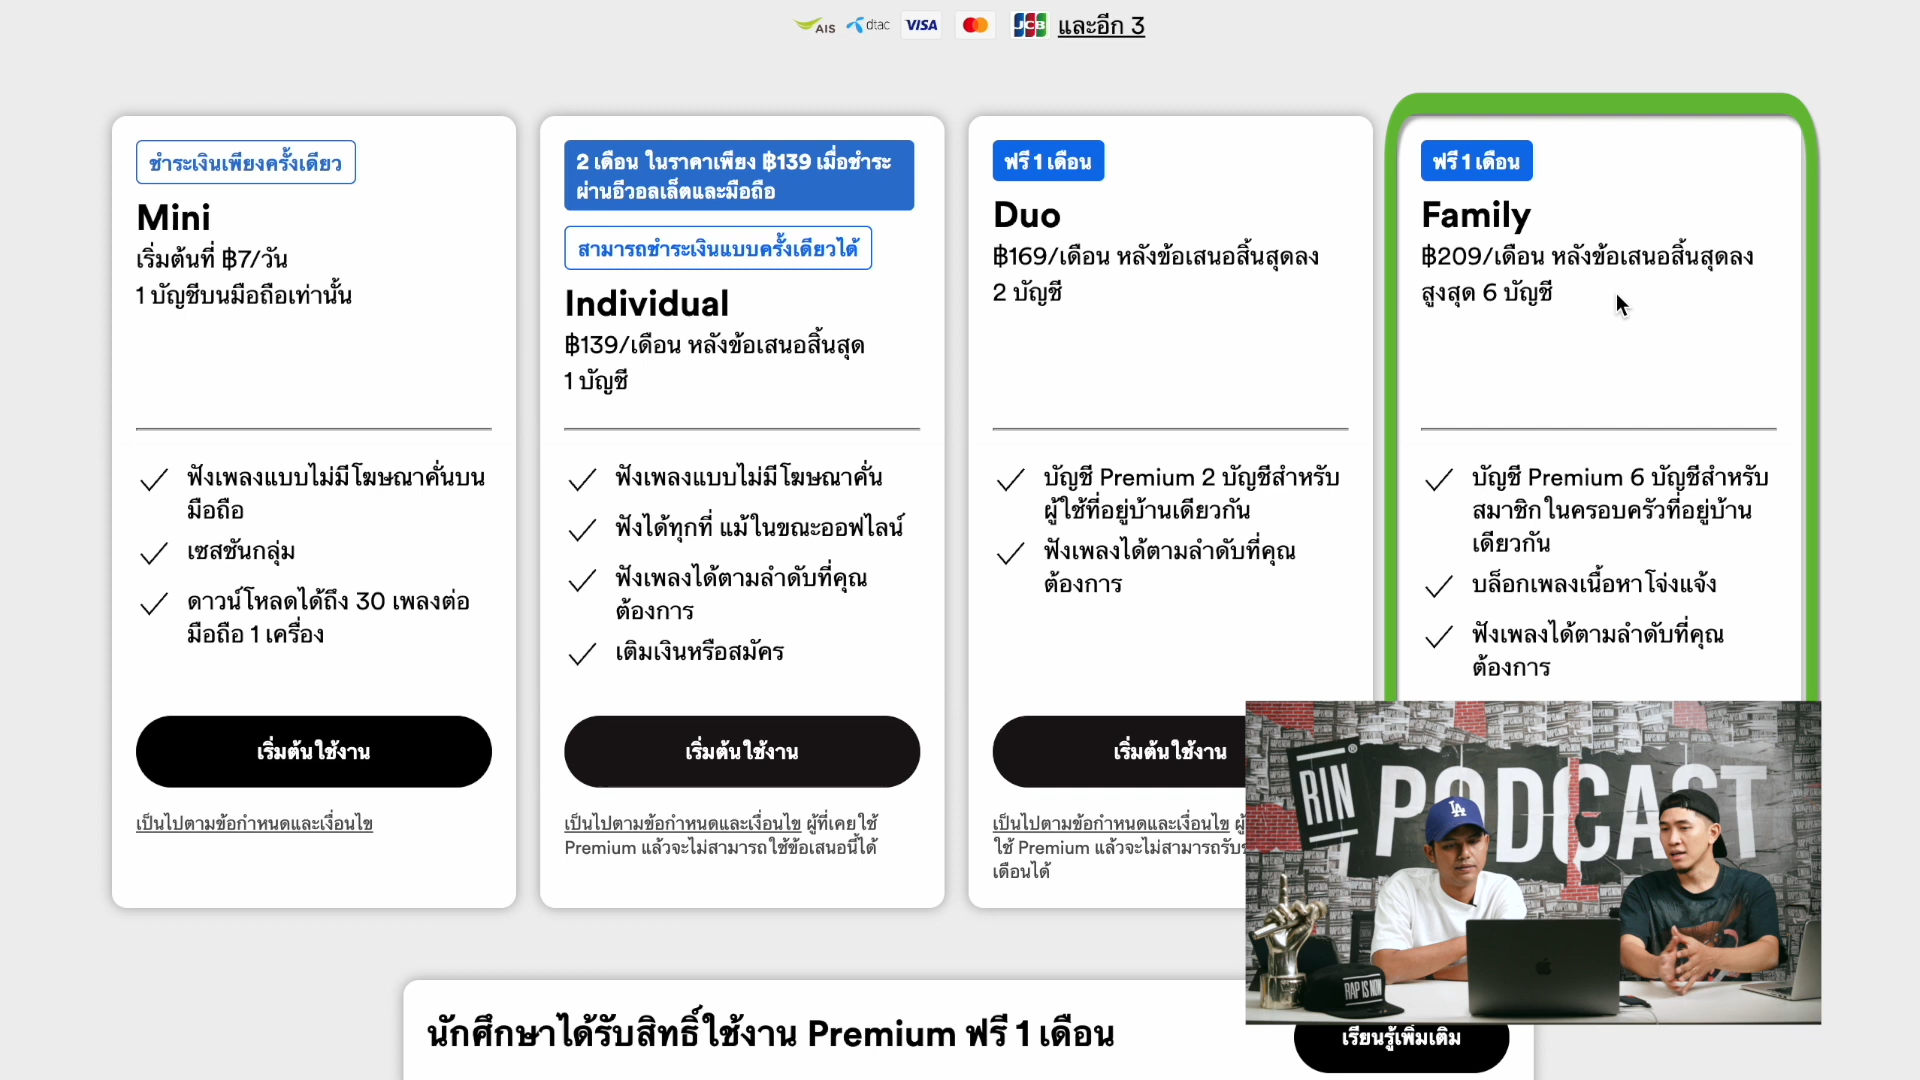 AIS dtac VISA JCB และอีก 3
ชำระเงินเพียงครั้งเดียว
Mini
เริ่มต้นที่ ฿7/วัน
1 บัญชีบนมือถือเท่านั้น
ฟังเพลงแบบไม่มีโฆษณาคั่นบน
มือถือ
เซสชันกลุ่ม
ดาวน์โหลดได้ถึง 30 เพลงต่อ
มือถือ 1 เครื่อง
เริ่มต้นใช้งาน
เป็นไปตามข้อกำหนดและเงื่อนไข
2 เดือน ในราคาเพียง ฿139 เมื่อชำระ
ผ่านอีวอลเล็ตและมือถือ
สามารถชำระเงินแบบครั้งเดียวได้
Individual
฿139/เดือน หลังข้อเสนอสิ้นสุด
1 บัญชี
ฟังเพลงแบบไม่มีโฆษณาคั่น
ฟังได้ทุกที่ แม้ในขณะออฟไลน์
ฟังเพลงได้ตามลำดับที่คุณ
ต้องการ
เติมเงินหรือสมัคร
เริ่มต้นใช้งาน
เป็นไปตามข้อกำหนดและเงื่อนไข ผู้ที่เคยใช้
Premium แล้วจะไม่สามารถใช้ข้อเสนอนี้ได้
ฟรี 1 เดือน
Duo
฿169/เดือน หลังข้อเสนอสิ้นสุดลง
2 บัญชี
บัญชี Premium 2 บัญชีสำหรับ
ผู้ใช้ที่อยู่บ้านเดียวกัน
ฟังเพลงได้ตามลำดับที่คุณ
ต้องการ
เริ่มต้นใช้งาน
เป็นไปตามข้อกำหนดและเงื่อนไข
ใช้ Premium แล้วจะไม่สามารถรับ
เดือนได้
ฟรี 1 เดือน
Family
฿209/เดือน หลังข้อเสนอสิ้นสุดลง
สูงสุด 6 บัญชี
บัญชี Premium 6 บัญชีสำหรับ
สมาชิกในครอบครัวที่อยู่บ้าน
เดียวกัน
บล็อกเพลงเนื้อหาโจ่งแจ้ง
ฟังเพลงได้ตามลำดับที่คุณ
ต้องการ
RIN PODCAST
LA
RAP IS NOW
นักศึกษาได้รับสิทธิ์ใช้งาน Premium ฟรี 1 เดือน
เรียนรู้เพิ่มเติม